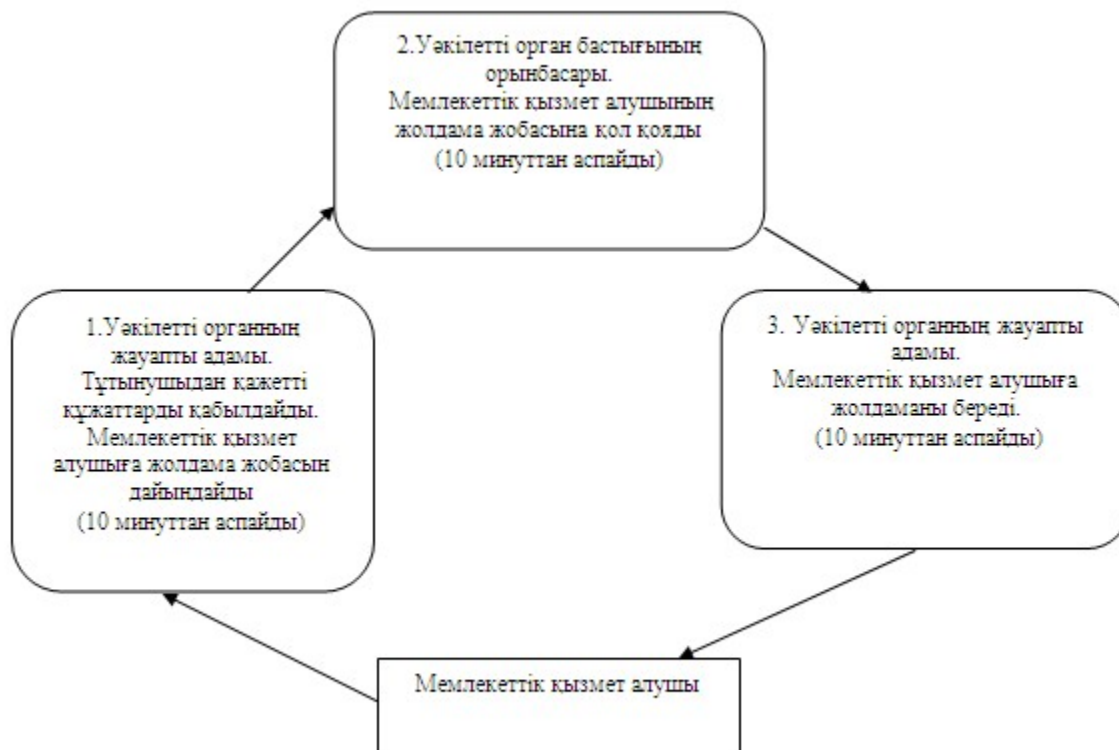 2.Уәкілетті орган бастығының
орынбасары.
Мемлекеттік қызмет алушының
жолдама жобасына қол қояды
(10 минуттан аспайды)
1.Уәкілетті органның
жауапты адамы.
Тұтынушыдан қажетті
құжаттарды қабылдайды.
Мемлекеттік қызмет
алушыға жолдама жобасын
дайындайды
(10 минуттан аспайды)
3. Уәкілетті органның жауапты
адамы.
Мемлекеттік қызмет алушыға
жолдаманы береді.
(10 минуттан аспайды)
Мемлекеттік қызмет алушы